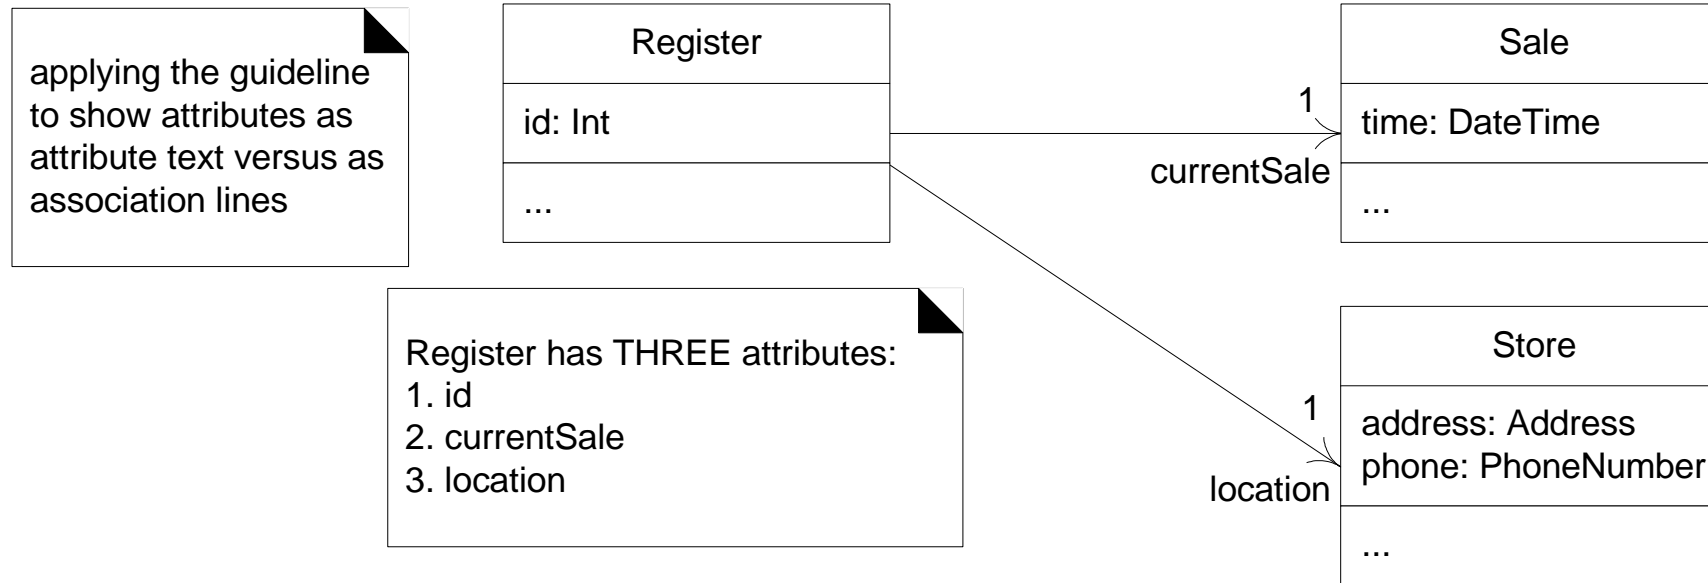 applying the guideline
to show attributes as
attribute text versus as
association lines
Register
id: Int
...
1
currentSale
Sale
time: DateTime
...
Register has THREE attributes:
1. id
2. currentSale
3. location
1
location
Store
address: Address
phone: PhoneNumber
...